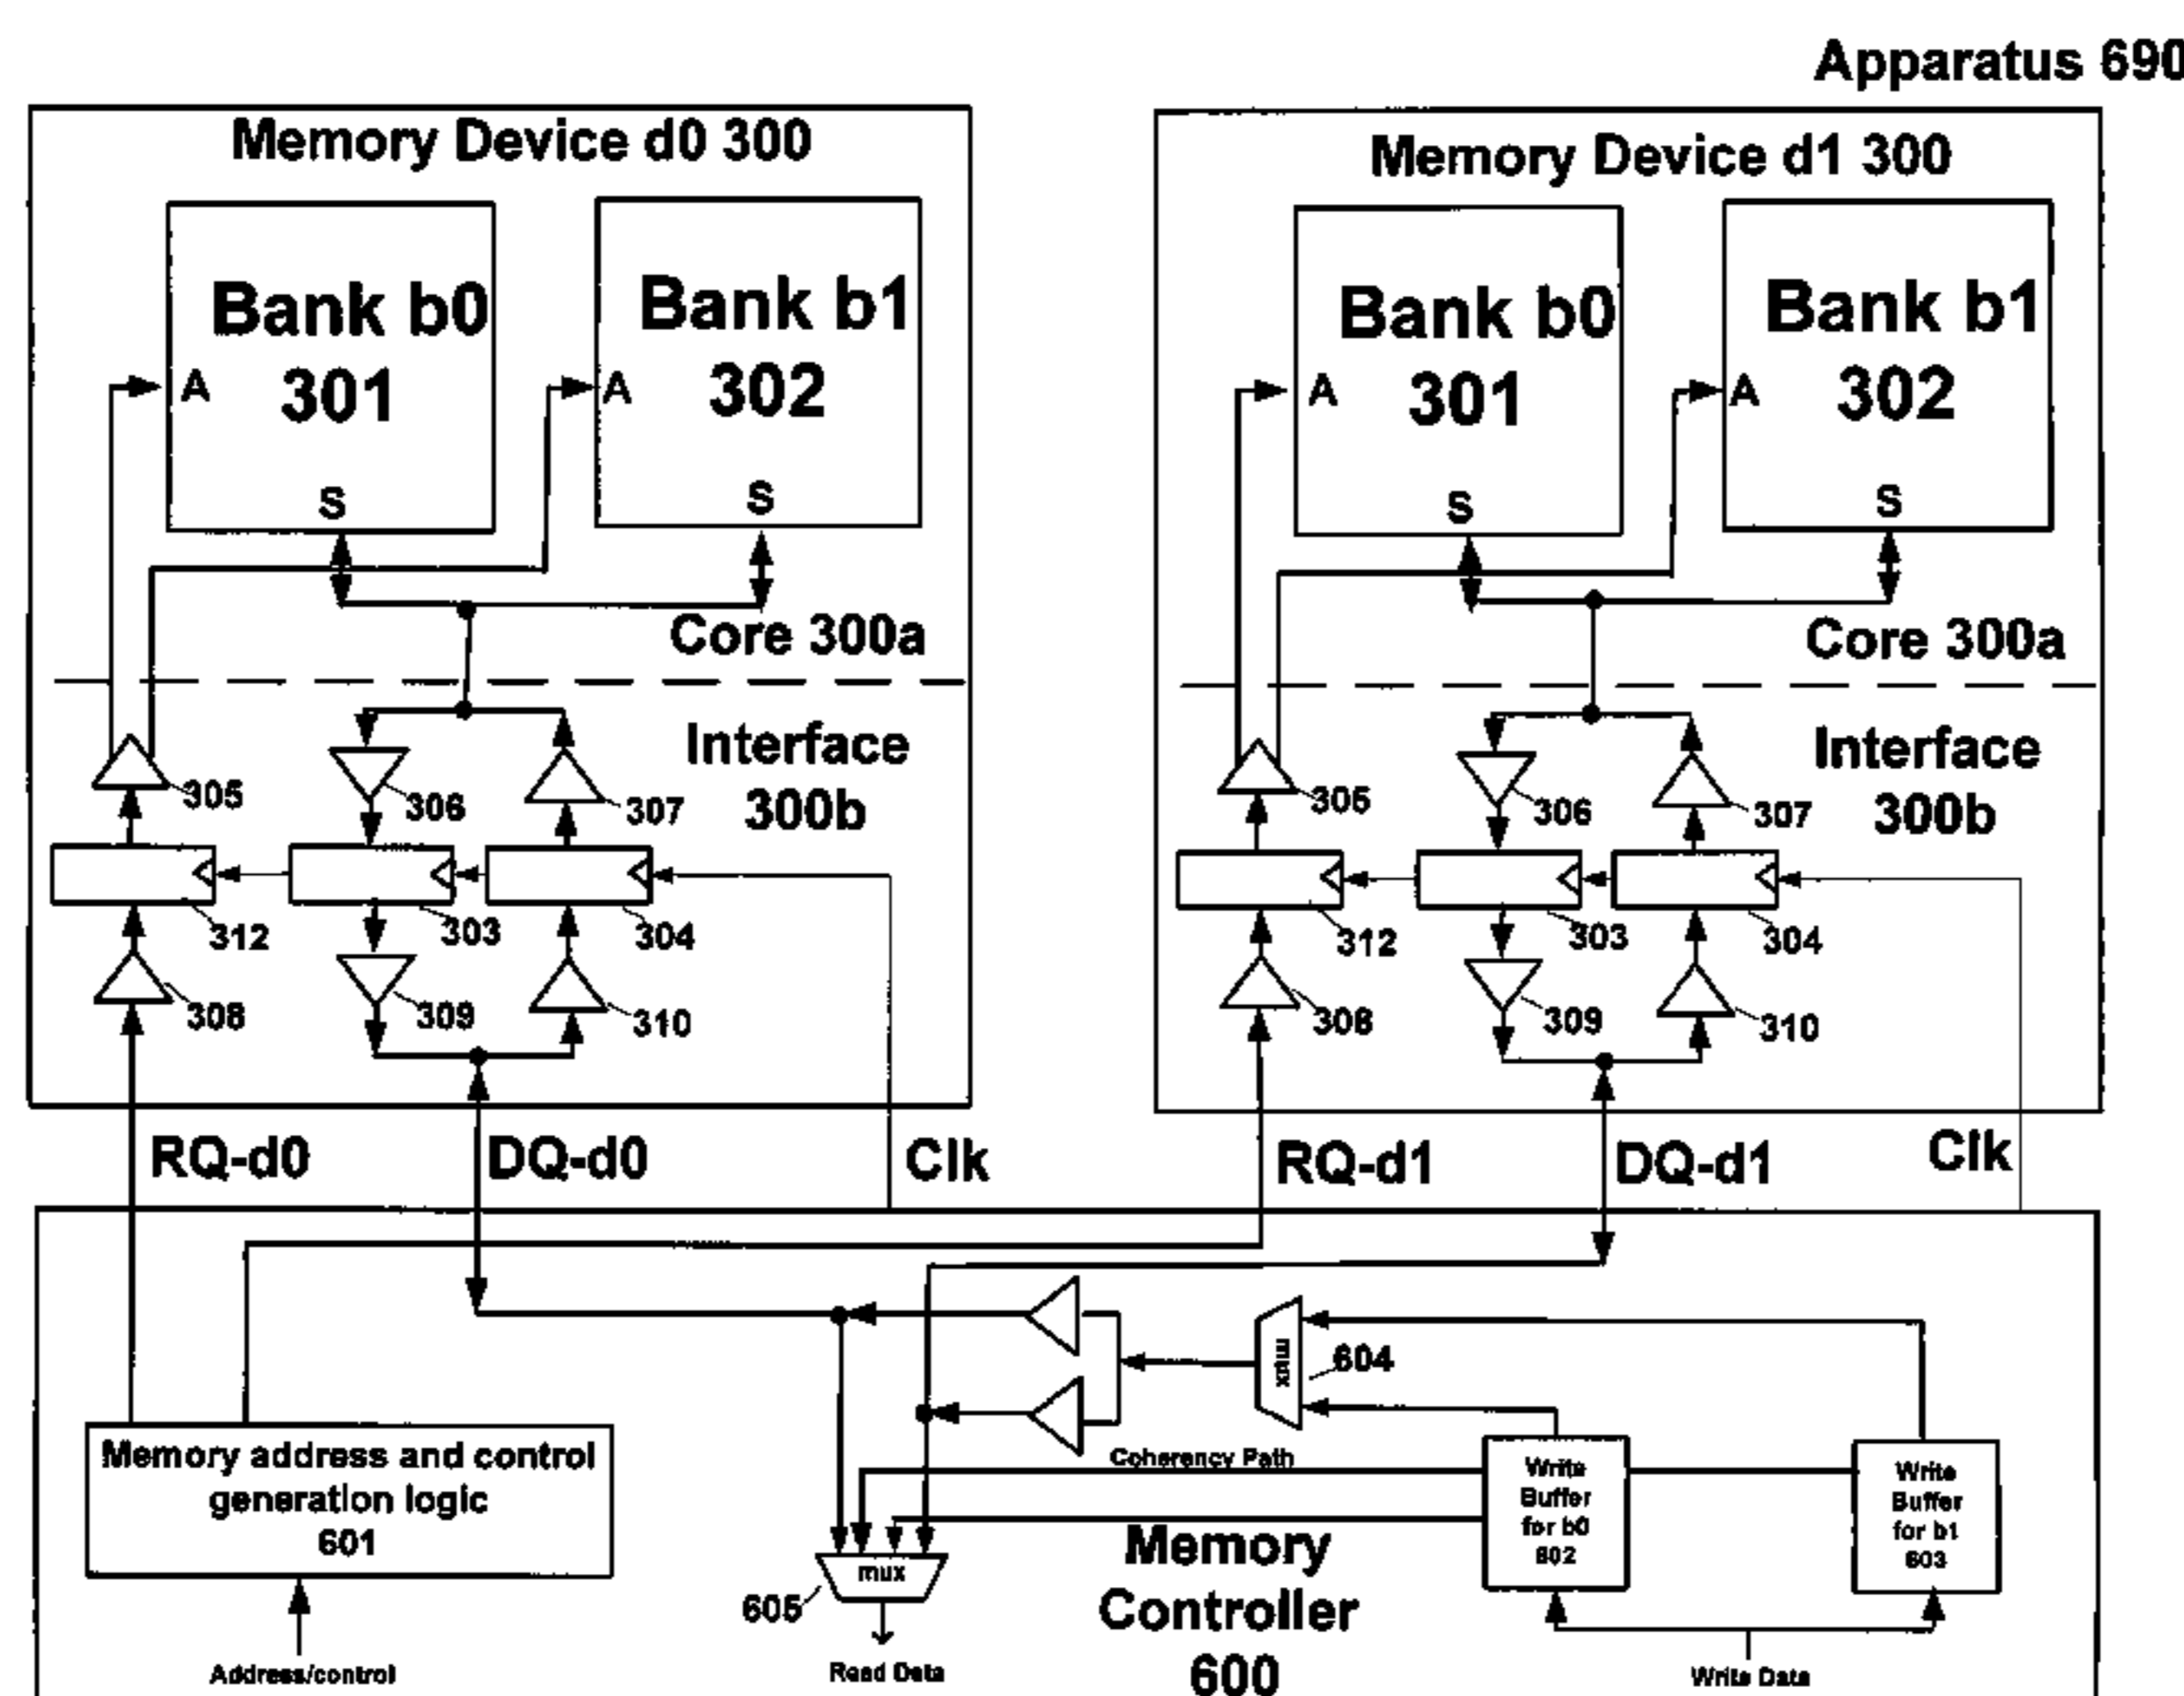 Apparatus 690
Memory Device d0 300
Bank b0
301
A
S
Bank b1
302
A
S
Core 300a
Interface
300b
305
306
307
312
303
304
308
309
310
RQ-d0
DQ-d0
Clk
Memory Device d1 300
Bank b0
301
A
S
Bank b1
302
A
S
Core 300a
Interface
300b
305
306
307
312
303
304
308
309
310
RQ-d1
DQ-d1
Clk
mux
604
Coherency Path
Memory address and control
generation logic
601
Address/control
mux
605
Read Data
Memory
Controller
600
Write
Buffer
for b0
602
Write
Buffer
for b1
603
Write Data